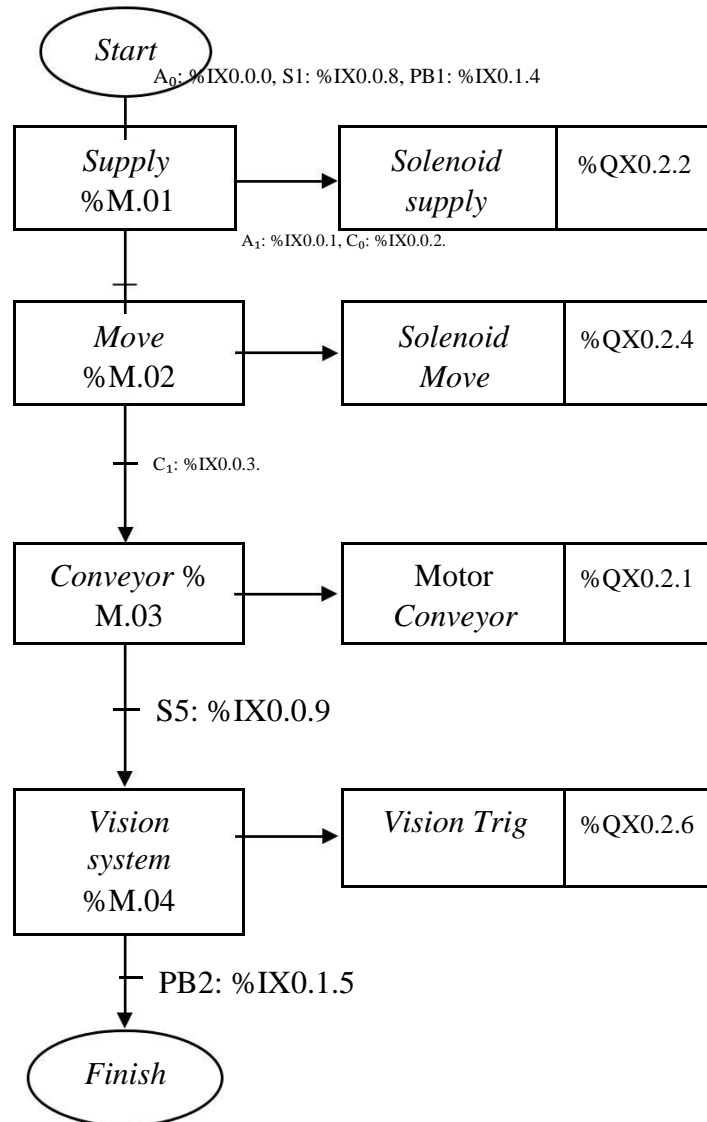 Start
A₀: %IX0.0.0, S1: %IX0.0.8, PB1: %IX0.1.4
Supply
%M.01
Solenoid
supply
%QX0.2.2
A₁: %IX0.0.1, C₀: %IX0.0.2.
Move
%M.02
Solenoid
Move
%QX0.2.4
C₁: %IX0.0.3.
Conveyor %
M.03
Motor
Conveyor
%QX0.2.1
S5: %IX0.0.9
Vision
system
%M.04
Vision Trig
%QX0.2.6
PB2: %IX0.1.5
Finish